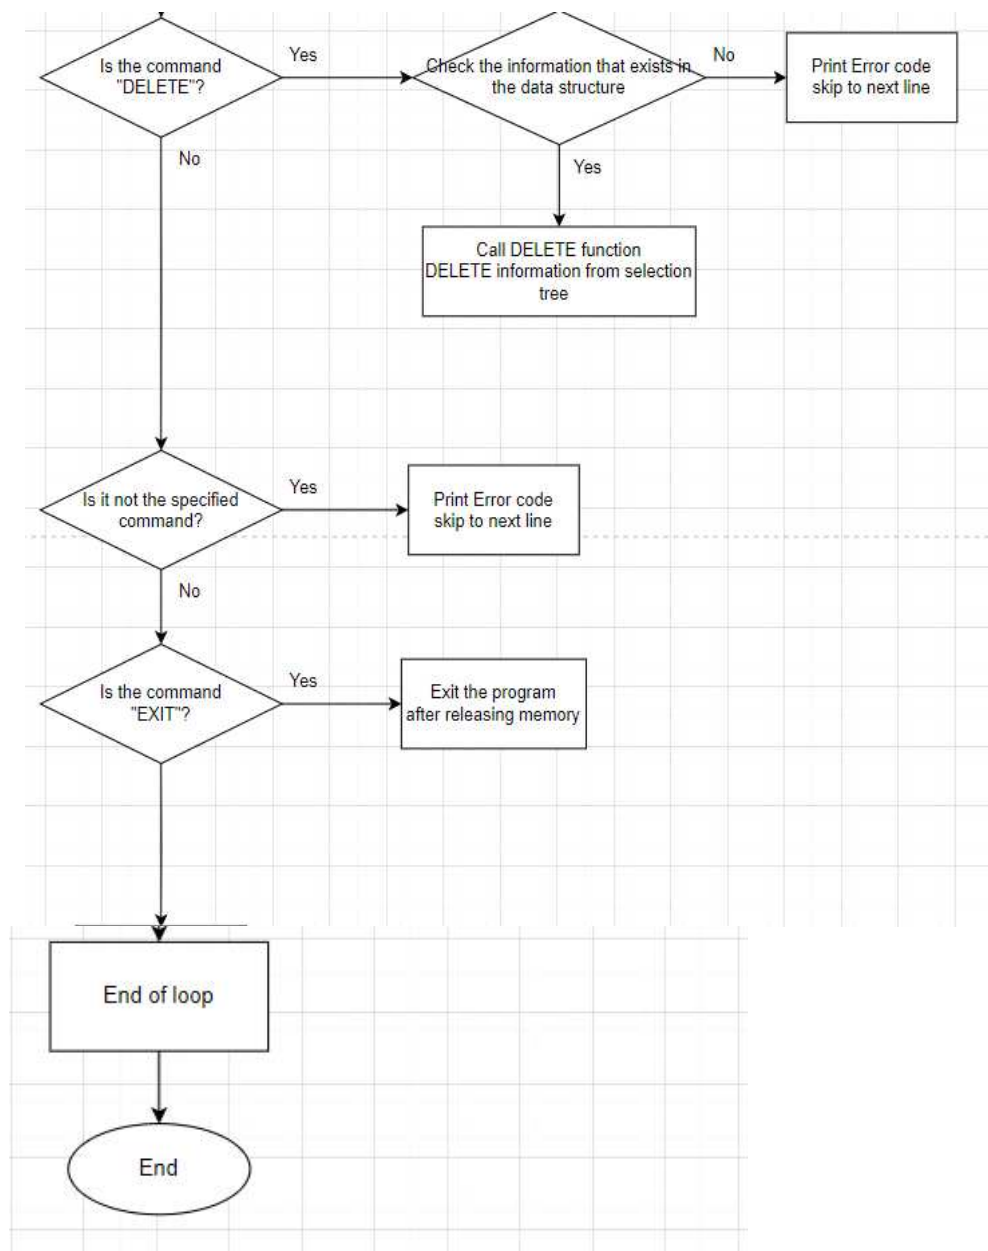 Is the command
"DELETE"?
Yes
Check the information that exists in
the data structure
No
Print Error code
skip to next line
No
Yes
Call DELETE function
DELETE information from selection
tree
Is it not the specified
command?
Yes
Print Error code
skip to next line
No
Is the command
"EXIT"?
Yes
Exit the program
after releasing memory
End of loop
End